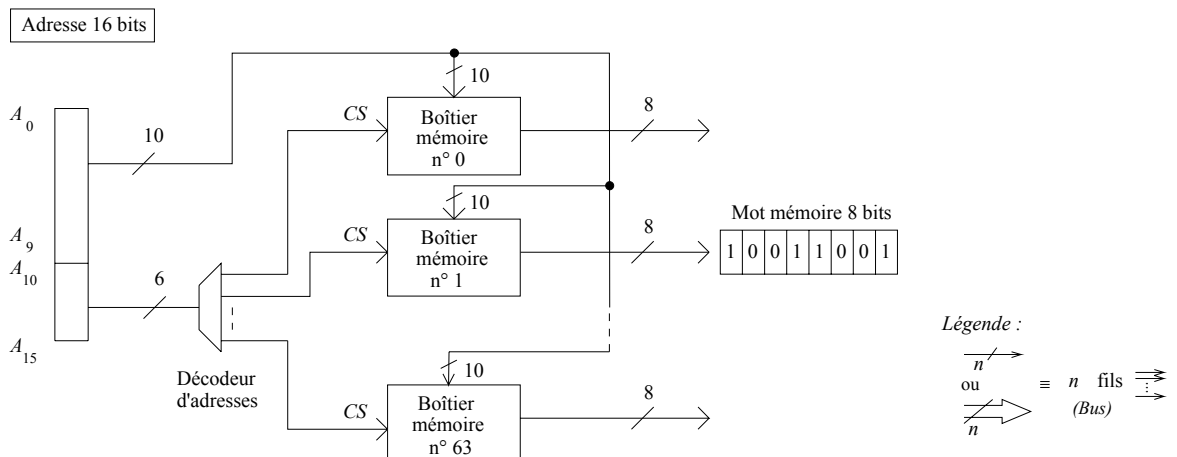 Adresse 16 bits
A0
A9
A10
A15
10
6
Décodeur
d'adresses
CS
10
Boîtier
mémoire
n° 0
8
CS
10
Boîtier
mémoire
n° 1
8
Mot mémoire 8 bits
1 0 0 1 1 0 0 1
CS
10
Boîtier
mémoire
n° 63
8
Légende :
n
ou
n
≡ n fils
(Bus)